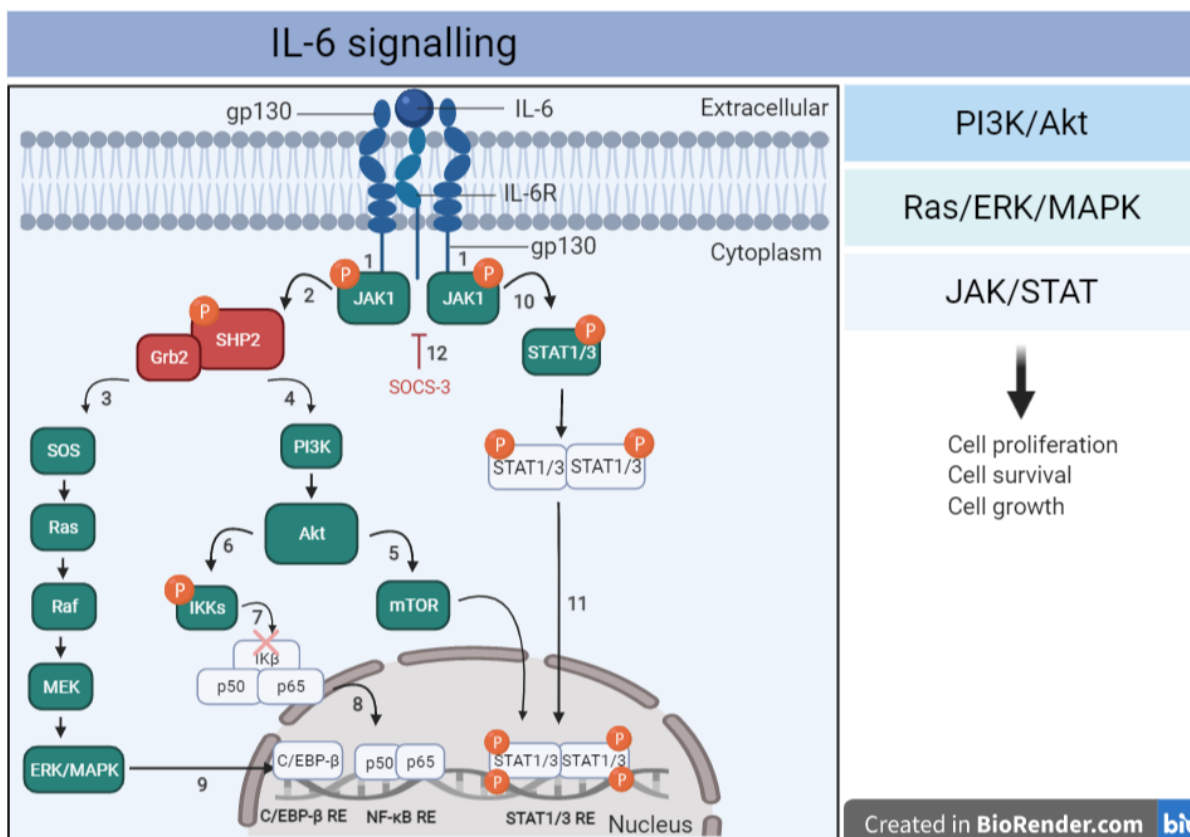 IL-6 signalling
gp130
IL-6
Extracellular
IL-6R
gp130
Cytoplasm
1
1
P
JAK1
P
JAK1
2
10
P
SHP2
Grb2
12
SOCS-3
P
STAT1/3
3
4
SOS
PI3K
P
STAT1/3
P
STAT1/3
Ras
Akt
6
5
Raf
P
IKKs
7
mTOR
11
IKβ
MEK
p50
p65
8
ERK/MAPK
9
C/EBP-β
p50
p65
P
STAT1/3
P
STAT1/3
P
P
C/EBP-β RE
NF-κB RE
STAT1/3 RE
Nucleus
PI3K/Akt
Ras/ERK/MAPK
JAK/STAT
Cell proliferation
Cell survival
Cell growth
Created in BioRender.com